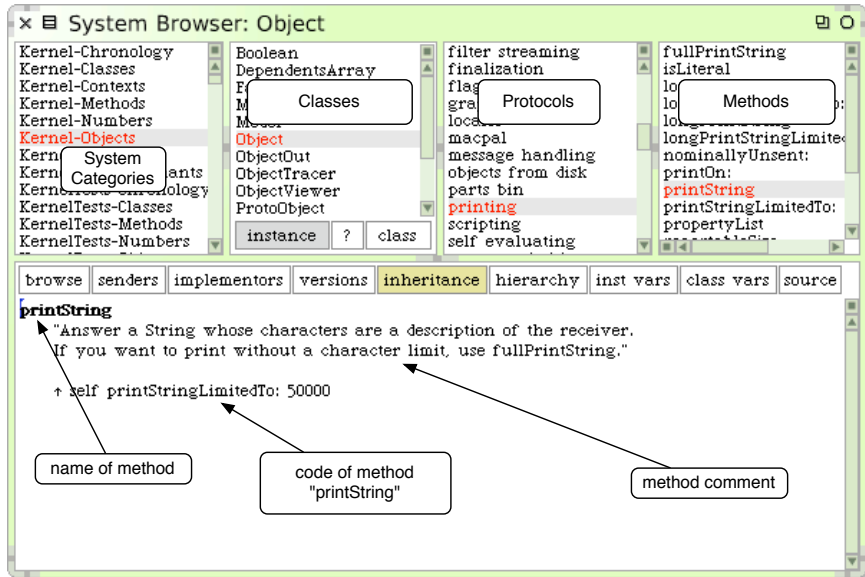 System Browser: Object
Kernel-Chronology
Kernel-Classes
Kernel-Contexts
Kernel-Methods
Kernel-Numbers
Kernel-Objects
System
Categories
KernelTests-Classes
KernelTests-Methods
KernelTests-Numbers
Boolean
DependentsArray
Classes
Object
ObjectOut
ObjectTracer
ObjectViewer
ProtoObject
instance ? class
filter streaming
finalization
Protocols
macpal
message handling
objects from disk
parts bin
printing
scripting
self evaluating
fullPrintString
isLiteral
Methods
longPrintStringLimited
nominallyUnsent:
printOn:
printString
printStringLimitedTo:
propertyList
browse senders implementors versions inheritance hierarchy inst vars class vars source
printString
"Answer a String whose characters are a description of the receiver.
If you want to print without a character limit, use fullPrintString."
↑ self printStringLimitedTo: 50000
name of method
code of method
"printString"
method comment